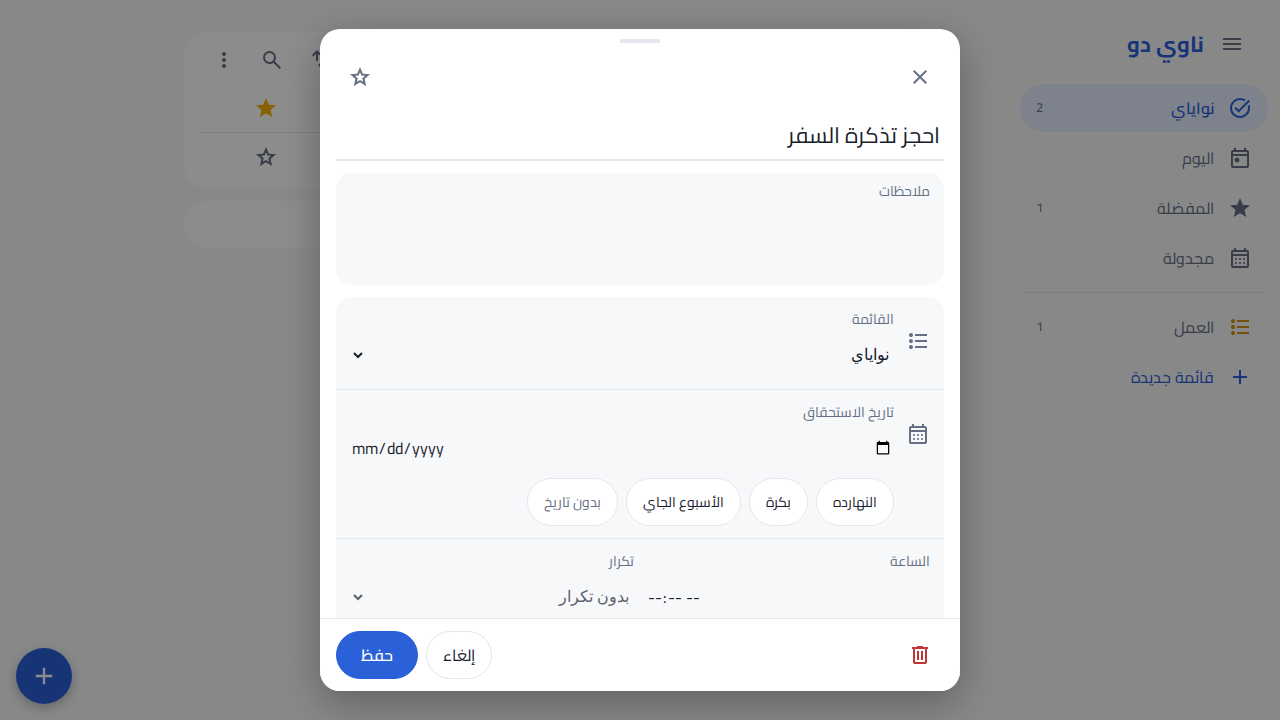 ناوي دو
نواياي 2
اليوم
المفضلة 1
مجدولة
العمل 1
قائمة جديدة
احجز تذكرة السفر
ملاحظات
القائمة
نواياي
تاريخ الاستحقاق
mm/dd/yyyy
النهارده
بكرة
الأسبوع الجاي
بدون تاريخ
الساعة
تكرار
--:-- --
بدون تكرار
إلغاء
حفظ